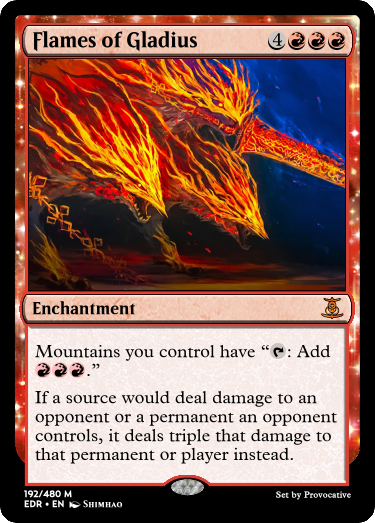 Flames of Gladius 4
Enchantment
Mountains you control have “: Add
.”
If a source would deal damage to an
opponent or a permanent an opponent
controls, it deals triple that damage to
that permanent or player instead.
192/480 M
EDR • EN Shimhao
Set by Provocative